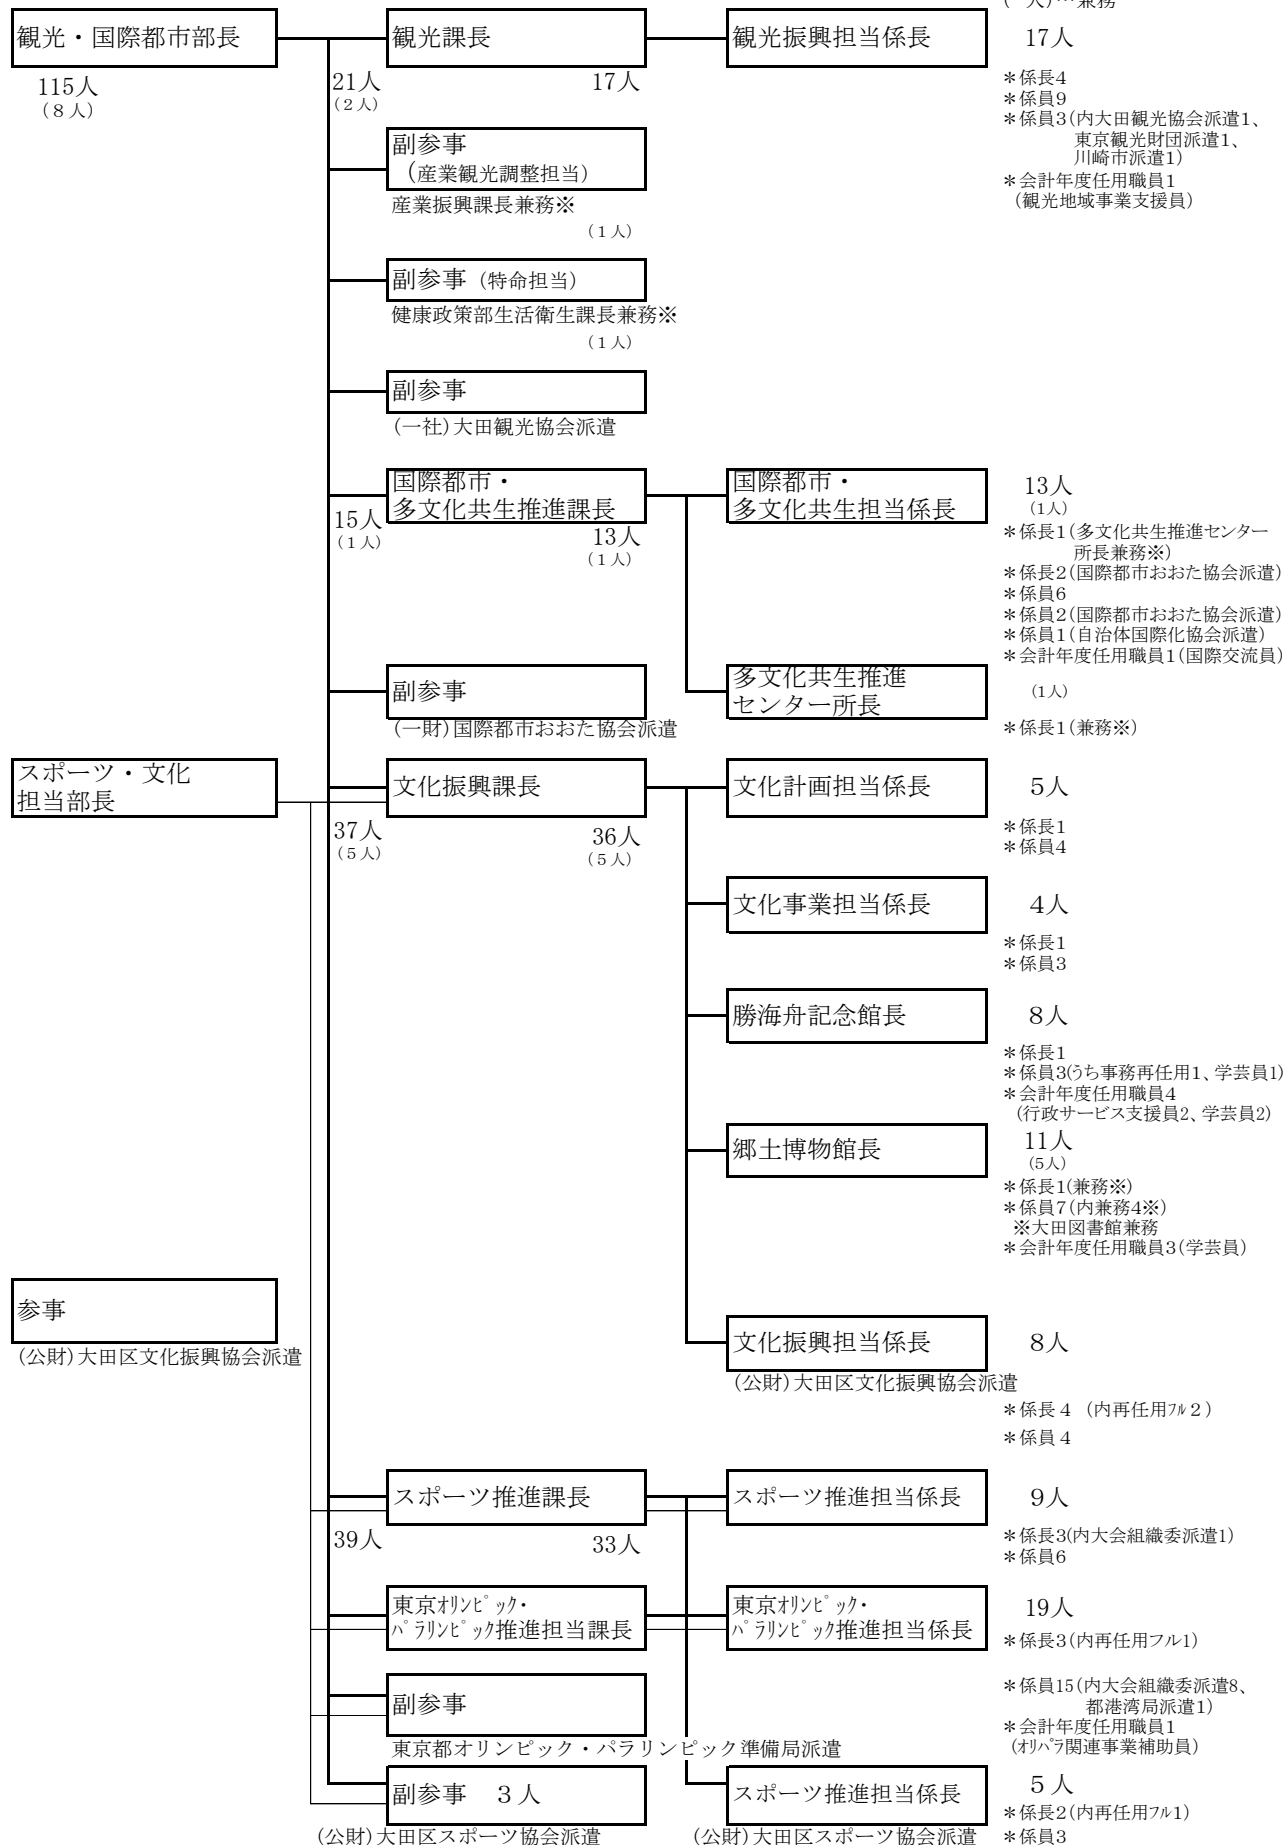 (　人)…兼務
観光・国際都市部長
観光課長
観光振興担当係長
17人
115人
(８人)
21人
(２人)
17人
＊係長4
＊係員9
＊係員3(内大田観光協会派遣1、
東京観光財団派遣1、
川崎市派遣1)
＊会計年度任用職員1
(観光地域事業支援員)
副参事
(産業観光調整担当)
産業振興課長兼務※
(１人)
副参事（特命担当）
健康政策部生活衛生課長兼務※
(１人)
副参事
(一社)大田観光協会派遣
国際都市・
多文化共生推進課長
15人
(１人)
13人
(１人)
国際都市・
多文化共生担当係長
13人
(1人)
＊係長1(多文化共生推進センター
所長兼務※)
＊係長2(国際都市おおた協会派遣)
＊係員6
＊係員2(国際都市おおた協会派遣)
＊係員1(自治体国際化協会派遣)
＊会計年度任用職員1(国際交流員)
副参事
(一財)国際都市おおた協会派遣
多文化共生推進
センター所長
(1人)
＊係長1(兼務※)
スポーツ・文化
担当部長
文化振興課長
37人
(５人)
36人
(５人)
文化計画担当係長
5人
＊係長1
＊係員4
文化事業担当係長
4人
＊係長1
＊係員3
勝海舟記念館長
8人
＊係長1
＊係員3(うち事務再任用1、学芸員1)
＊会計年度任用職員4
(行政サービス支援員2、学芸員2)
郷土博物館長
11人
(5人)
＊係長1(兼務※)
＊係員7(内兼務4※)
※大田図書館兼務
＊会計年度任用職員3(学芸員)
参事
(公財)大田区文化振興協会派遣
文化振興担当係長
8人
(公財)大田区文化振興協会派遣
＊係長４（内再任用ﾌﾙ２）
＊係員４
スポーツ推進課長
39人
33人
スポーツ推進担当係長
9人
＊係長3(内大会組織委派遣1)
＊係員6
東京ｵﾘﾝﾋﾟｯｸ・
ﾊﾟﾗﾘﾝﾋﾟｯｸ推進担当課長
東京ｵﾘﾝﾋﾟｯｸ・
ﾊﾟﾗﾘﾝﾋﾟｯｸ推進担当係長
19人
＊係長3(内再任用フル1)
＊係員15(内大会組織委派遣8、
都港湾局派遣1)
＊会計年度任用職員1
(ｵﾘﾊﾟﾗ関連事業補助員)
副参事
東京都オリンピック・パラリンピック準備局派遣
副参事　３人
(公財)大田区スポーツ協会派遣
スポーツ推進担当係長
(公財)大田区スポーツ協会派遣
５人
＊係長2(内再任用ﾌﾙ1)
＊係員3